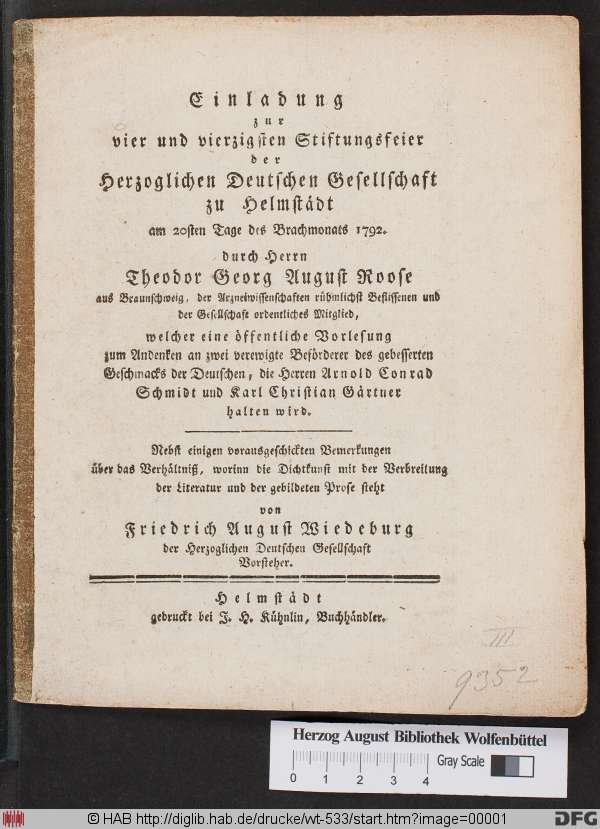 Einladung
zur
vier und vierzigsten Stiftungsfeier
der
Herzoglichen Deutschen Gesellschaft
zu Helmstädt
am 20sten Tage des Brachmonats 1792.
durch Herrn
Theodor Georg August Roose
aus Braunschweig, der Arzneiwissenschaften rühmlichst Beflissenen und
der Gesellschaft ordentliches Mitglied,
welcher eine öffentliche Vorlesung
zum Andenken an zwei verewigte Beförderer des gebesserten
Geschmacks der Deutschen, die Herren Arnold Conrad
Schmidt und Karl Christian Gärtner
halten wird.
Nebst einigen vorausgeschickten Bemerkungen
über das Verhältniß, worinn die Dichtkunst mit der Verbreitung
der Literatur und der gebildeten Prose steht
von
Friedrich August Wiedeburg
der Herzoglichen Deutschen Gesellschaft
Vorsteher.
Helmstädt
gedruckt bei J. H. Kühnlin, Buchhändler.
III
9352
Herzog August Bibliothek Wolfenbüttel
Gray Scale
0 1 2 3 4
© HAB http://diglib.hab.de/drucke/wt-533/start.htm?image=00001
DFG